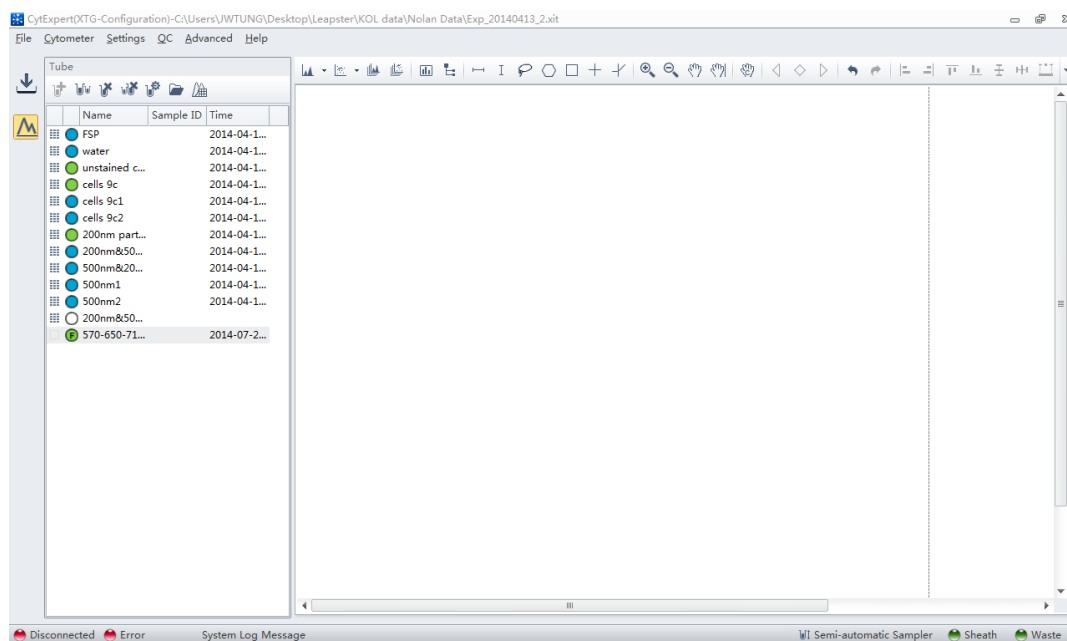 CytExpert(XTG-Configuration)-C:\Users\JWTUNG\Desktop\Leapster\KOL data\Nolan Data\Exp_20140413_2.xit
File Cytometer Settings QC Advanced Help
Tube
Name Sample ID Time
FSP 2014-04-1...
water 2014-04-1...
unstained c... 2014-04-1...
cells 9c 2014-04-1...
cells 9c1 2014-04-1...
cells 9c2 2014-04-1...
200nm part... 2014-04-1...
200nm&50... 2014-04-1...
500nm&20... 2014-04-1...
500nm1 2014-04-1...
500nm2 2014-04-1...
200nm&50...
F 570-650-71... 2014-07-2...
Disconnected Error System Log Message Semi-automatic Sampler Sheath Waste